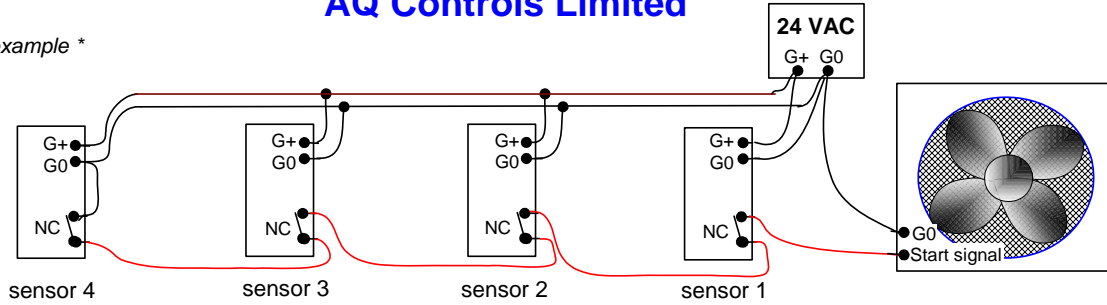 AQ Controls Limited
example *
24 VAC
G+ G0
G+
G0
NC
sensor 4
G+
G0
NC
sensor 3
G+
G0
NC
sensor 2
G+
G0
NC
sensor 1
G0
Start signal